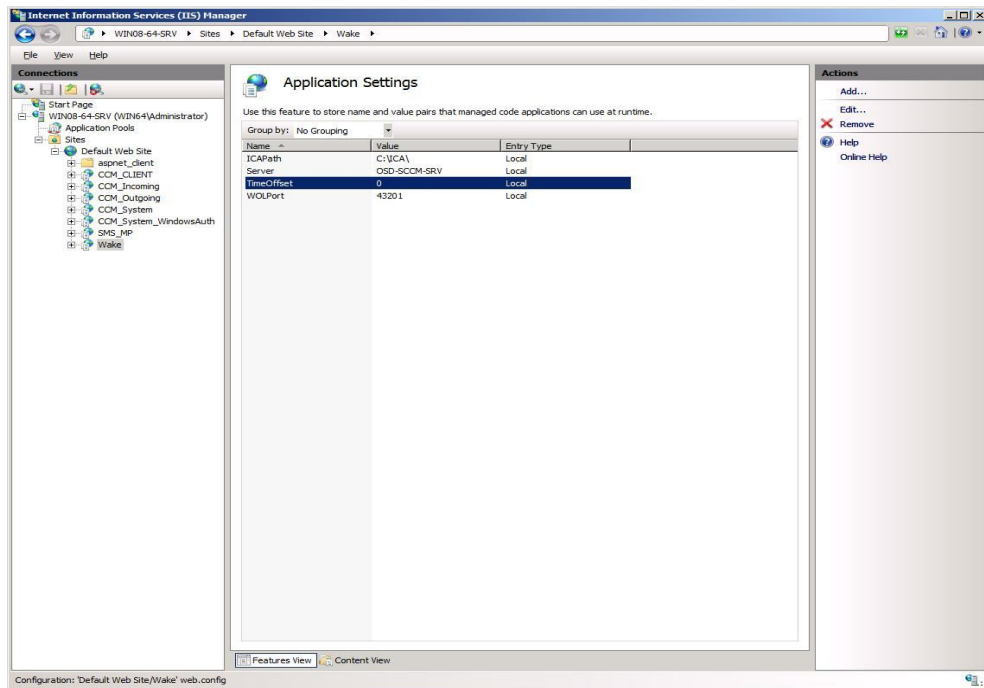 Internet Information Services (IIS) Manager
WIN08-64-SRV Sites Default Web Site Wake
File View Help
Connections
Start Page
WIN08-64-SRV (WIN64\Administrator)
Application Pools
Sites
Default Web Site
aspnet_client
CCM_CLIENT
CCM_Incoming
CCM_Outgoing
CCM_System
CCM_System_WindowsAuth
SMS_MP
Wake
Application Settings
Use this feature to store name and value pairs that managed code applications can use at runtime.
Group by: No Grouping
Name Value Entry Type
ICAPath C:\ICA\ Local
Server OSD-SCCM-SRV Local
TimeOffset 0 Local
WOLPort 43201 Local
Features View Content View
Actions
Add...
Edit...
Remove
Help
Online Help
Configuration: 'Default Web Site/Wake' web.config